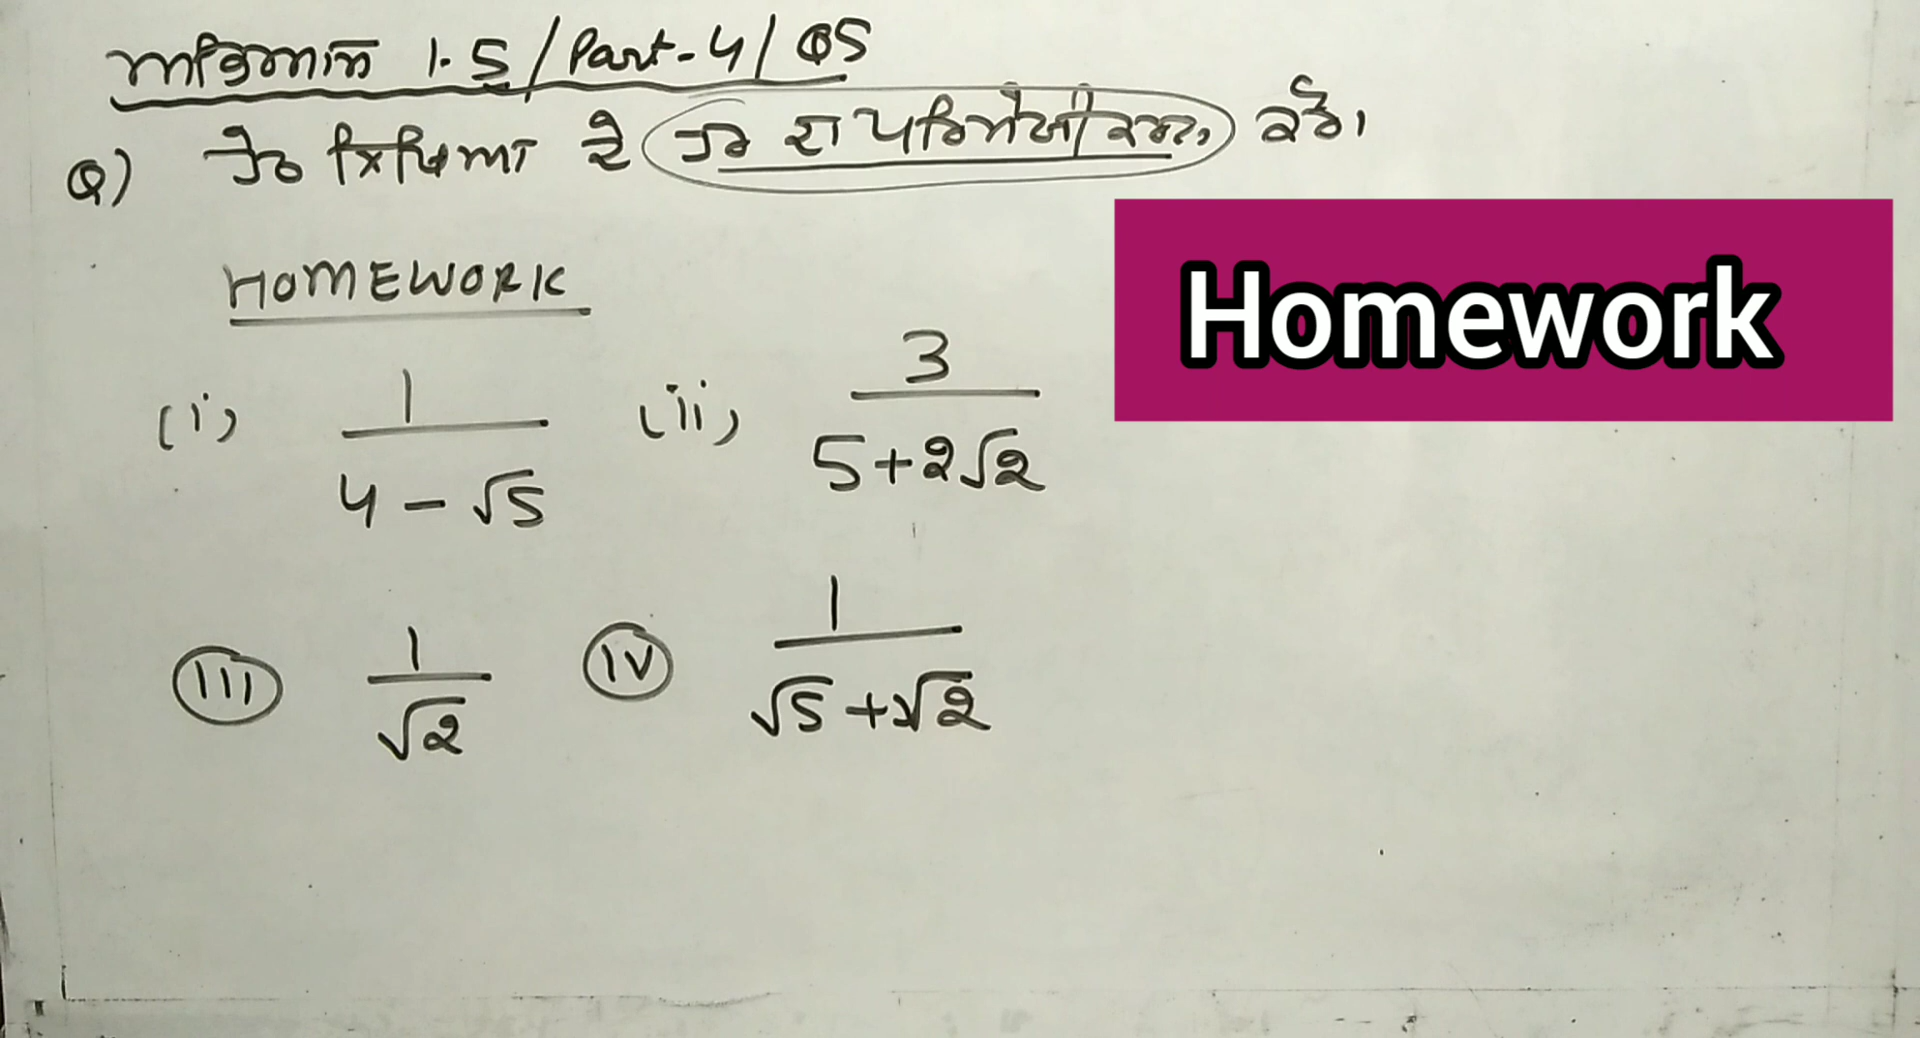 ਅਭਿਆਸ 1.5 / Part-4 / Q5
Q) ਹੇਠ ਲਿਖਿਆਂ ਦੇ ਹਰ ਦਾ ਪਰਿਮੇਯੀਕਰਨ ਕਰੋ।
HOMEWORK
Homework
(i) 1/(4-√5) (ii) 3/(5+2√2)
(iii) 1/√2 (iv) 1/(√5+√2)